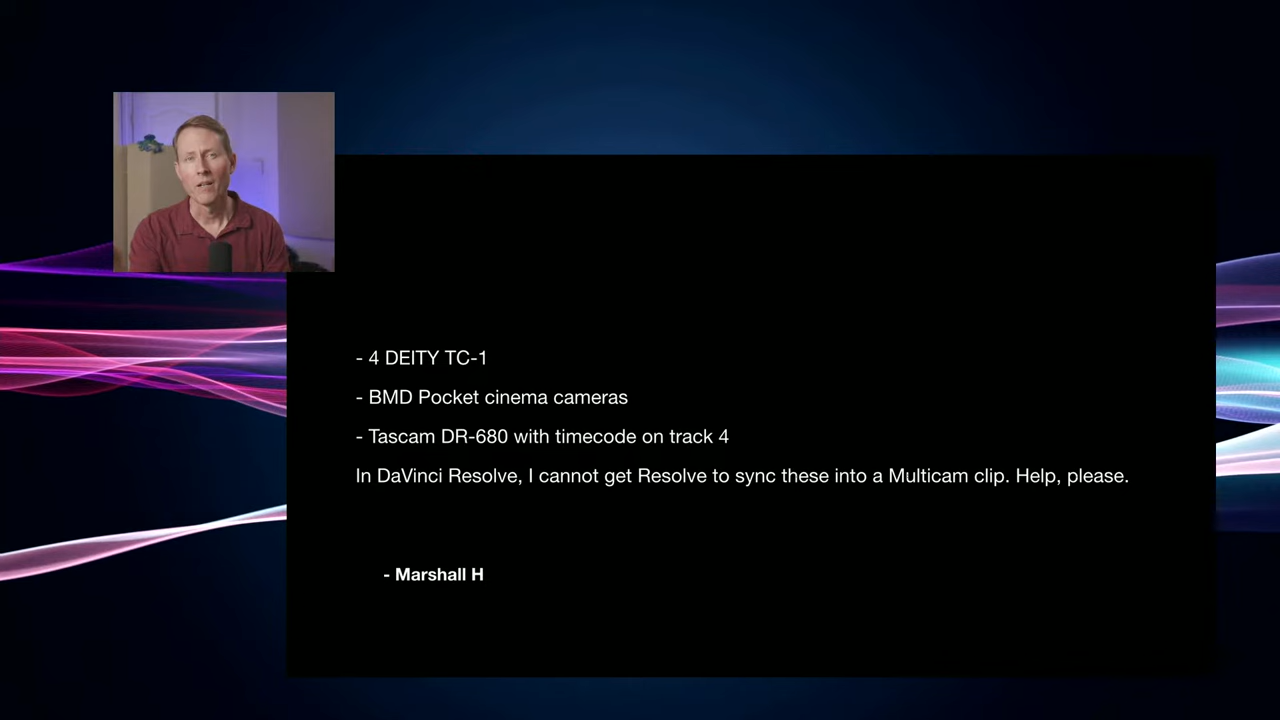 - 4 DEITY TC-1
- BMD Pocket cinema cameras
- Tascam DR-680 with timecode on track 4
In DaVinci Resolve, I cannot get Resolve to sync these into a Multicam clip. Help, please.
- Marshall H